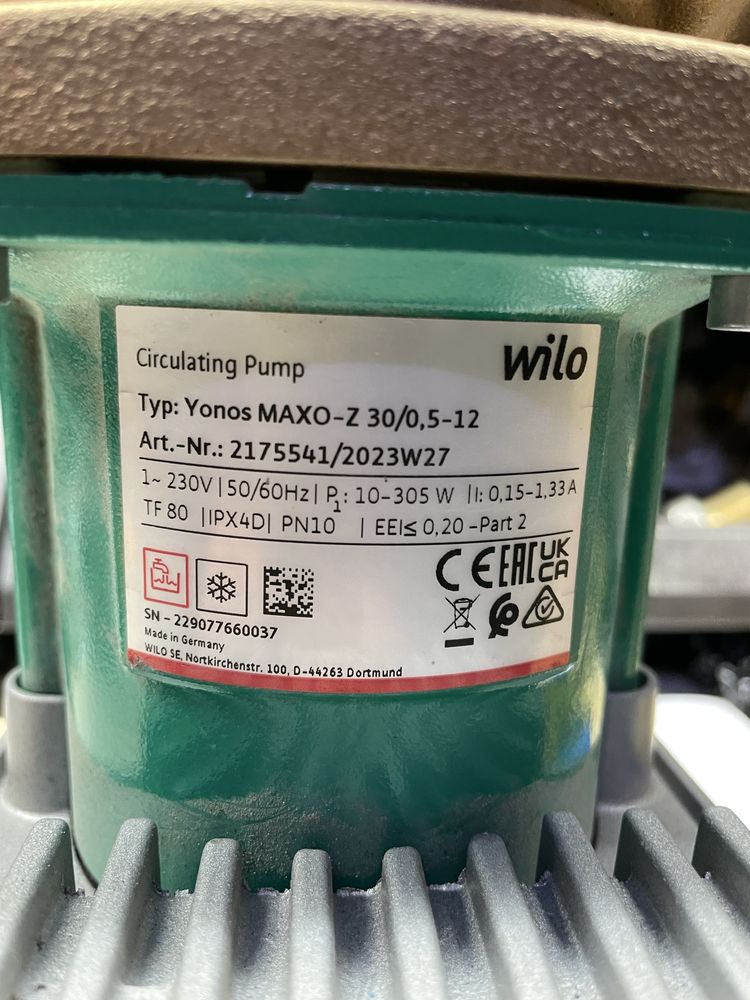 wilo
Circulating Pump
Typ: Yonos MAXO-Z 30/0,5-12
Art.-Nr.: 2175541/2023W27
1~ 230V | 50/60Hz | P1: 10-305 W | I: 0,15-1,33 A
TF 80 | IPX4D | PN10 | EEI≤ 0,20 -Part 2
CE EAC UK CA
SN - 229077660037
Made in Germany
WILO SE, Nortkirchenstr. 100, D-44263 Dortmund